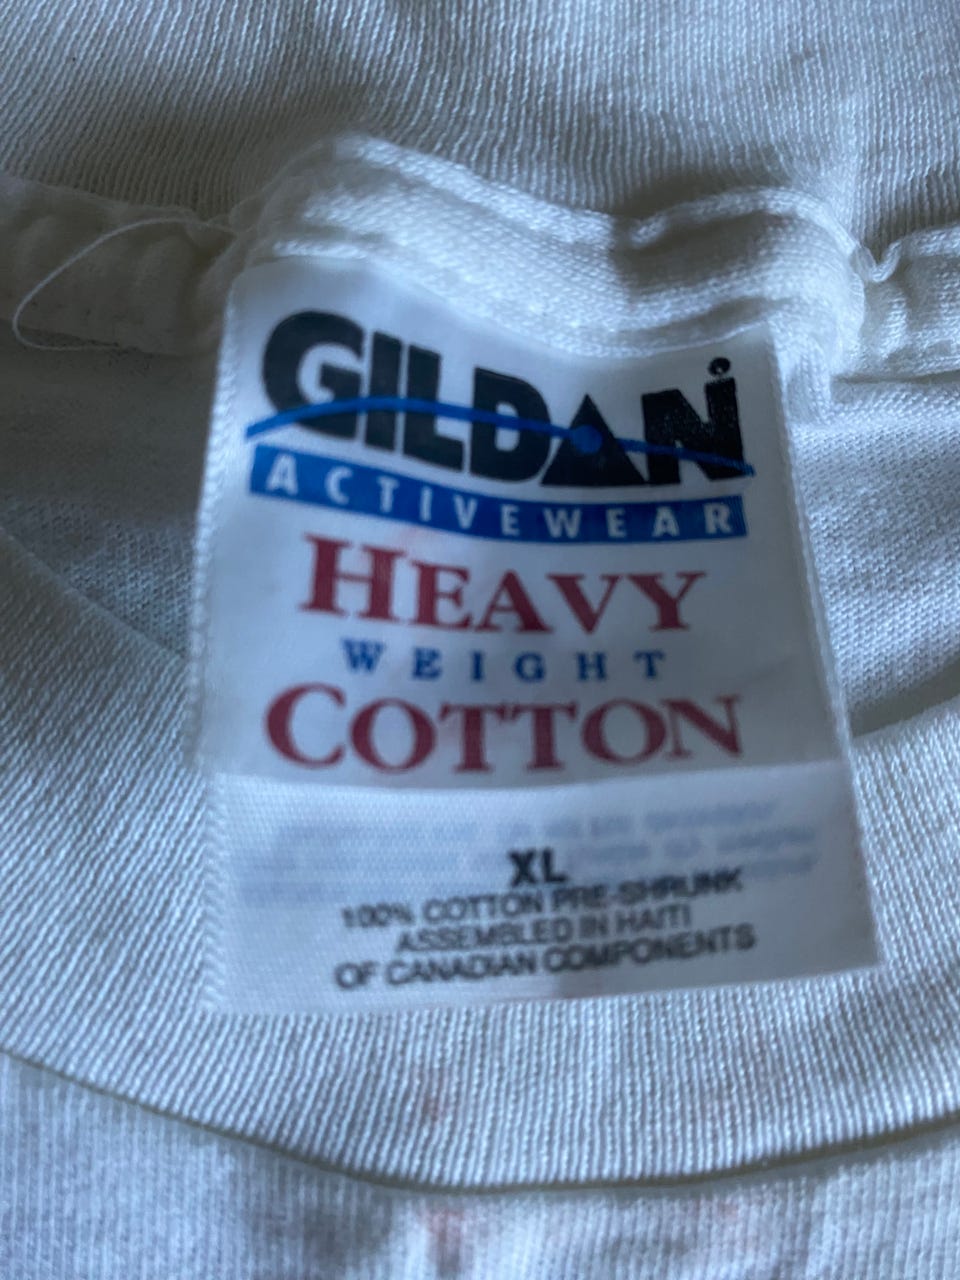 GILDAN
ACTIVEWEAR
HEAVY
WEIGHT
COTTON
XL
100% COTTON PRE-SHRUNK
ASSEMBLED IN HAITI
OF CANADIAN COMPONENTS